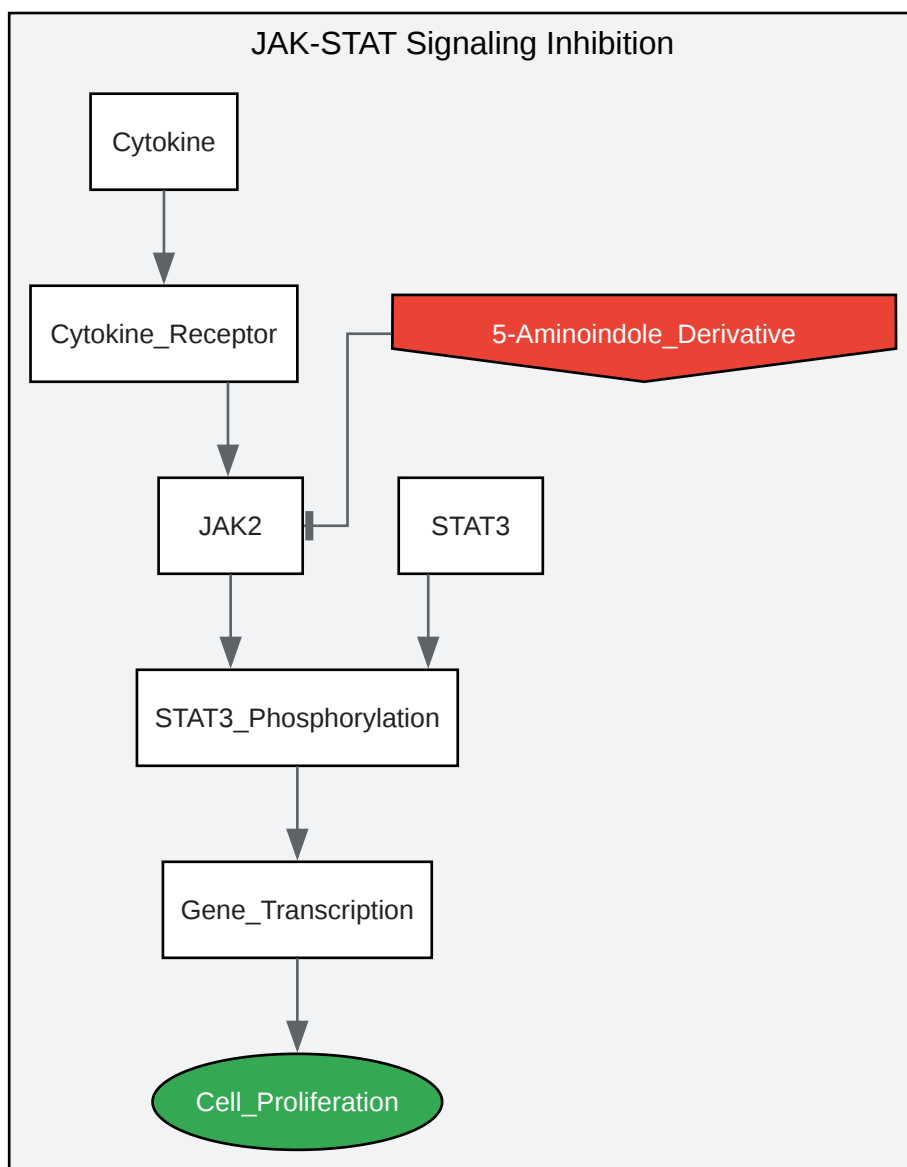 JAK-STAT Signaling Inhibition
Cytokine
Cytokine_Receptor
5-Aminoindole_Derivative
JAK2
STAT3
STAT3_Phosphorylation
Gene_Transcription
Cell_Proliferation